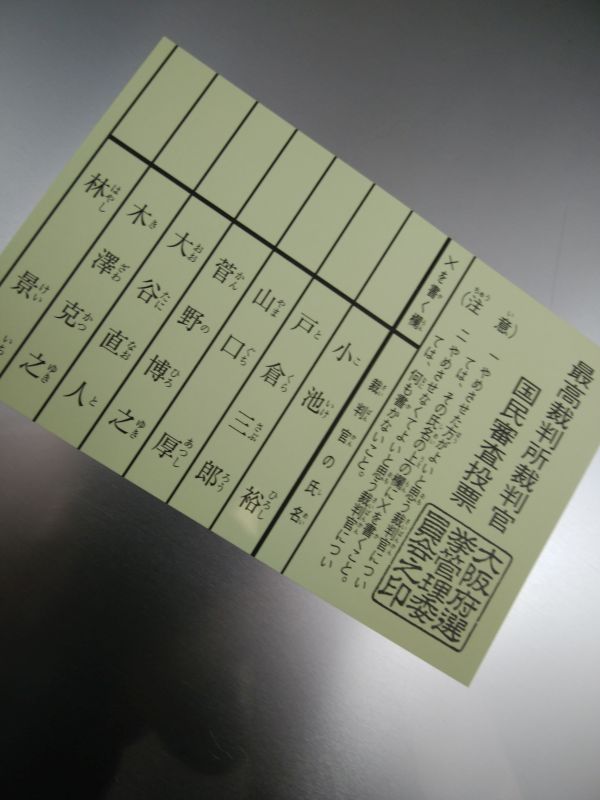 最高裁判所裁判官
国民審査投票
大阪府選
挙管理委
員会之印
(注意)
一 やめさせた方がよいと思う裁判官につい
ては、その氏名の上の欄に×を書くこと。
二 やめさせなくてよいと思う裁判官につい
ては、何も書かないこと。
×を書く欄
裁判官の氏名
小池裕
戸倉三郎
山口厚
菅野博之
大谷直人
木澤克之
林景